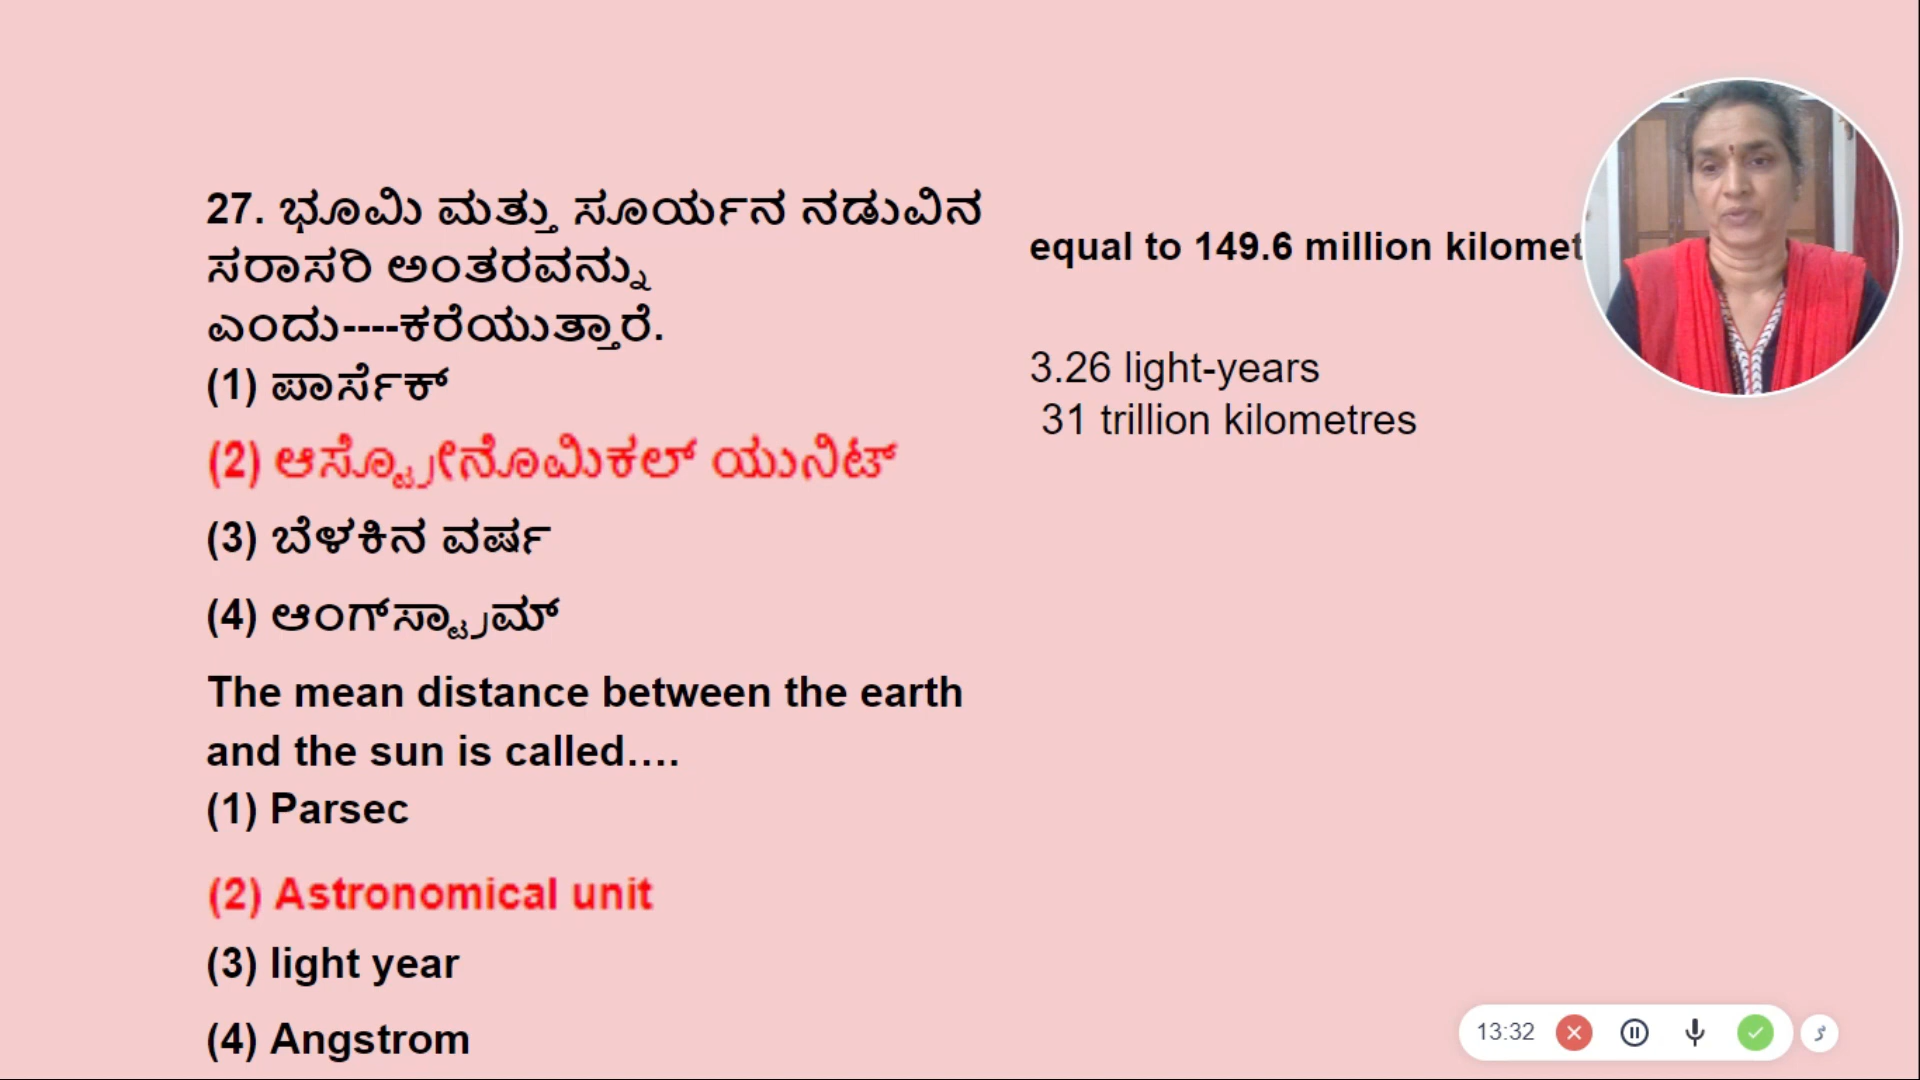 27. ಭೂಮಿ ಮತ್ತು ಸೂರ್ಯನ ನಡುವಿನ
ಸರಾಸರಿ ಅಂತರವನ್ನು
ಎಂದು----ಕರೆಯುತ್ತಾರೆ.
(1) ಪಾರ್ಸೆಕ್
(2) ಆಸ್ಟ್ರೋನೊಮಿಕಲ್ ಯುನಿಟ್
(3) ಬೆಳಕಿನ ವರ್ಷ
(4) ಆಂಗ್‌ಸ್ಟ್ರಾಮ್
The mean distance between the earth
and the sun is called....
(1) Parsec
(2) Astronomical unit
(3) light year
(4) Angstrom
equal to 149.6 million kilomet
3.26 light-years
31 trillion kilometres
13:32